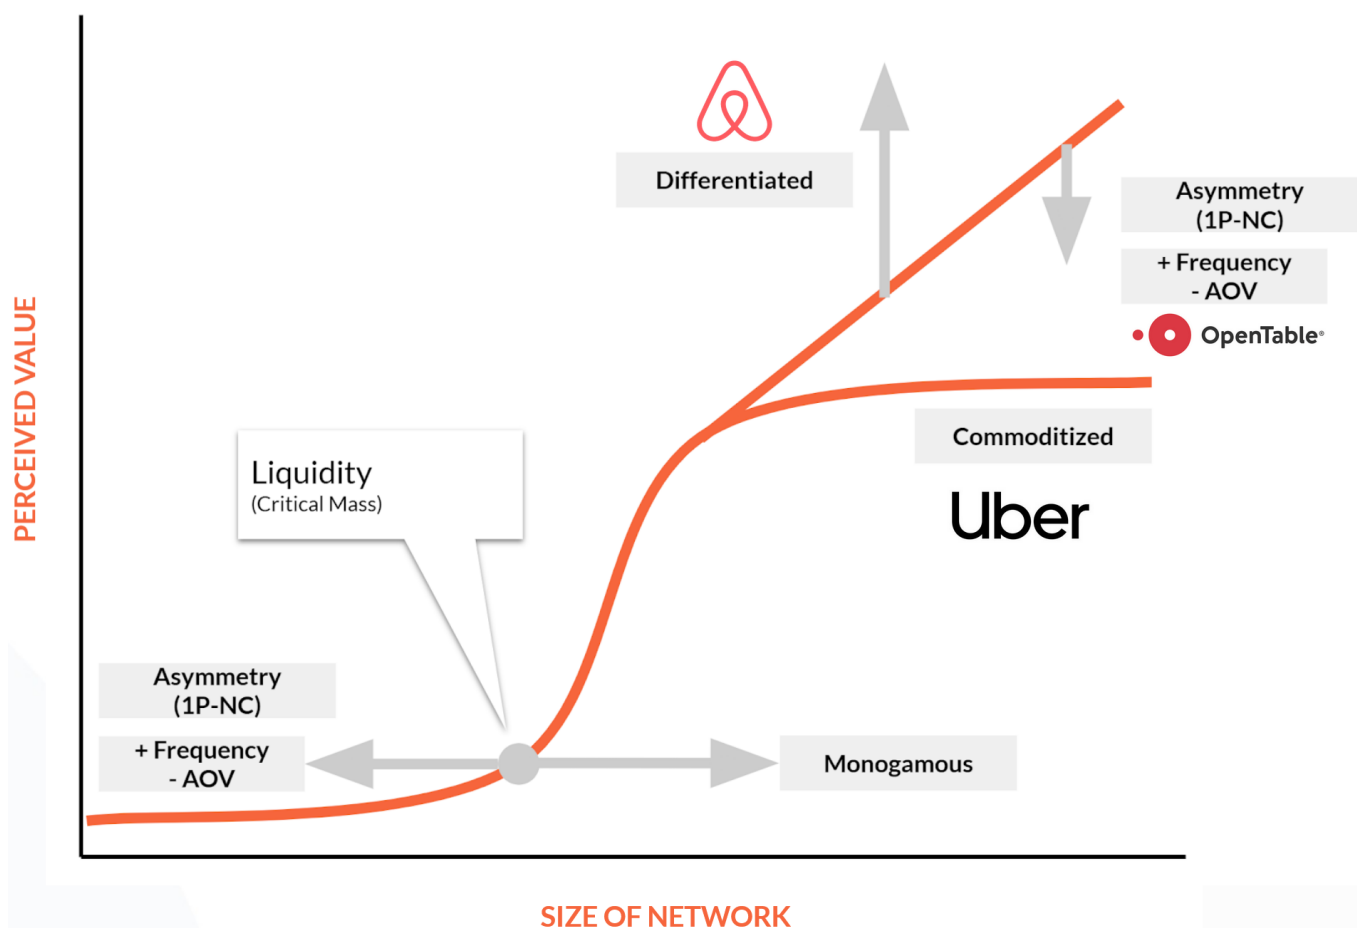 Differentiated
Asymmetry
(1P-NC)
+ Frequency
- AOV
OpenTable®
Commoditized
Uber
PERCEIVED VALUE
Liquidity
(Critical Mass)
Asymmetry
(1P-NC)
+ Frequency
- AOV
Monogamous
SIZE OF NETWORK